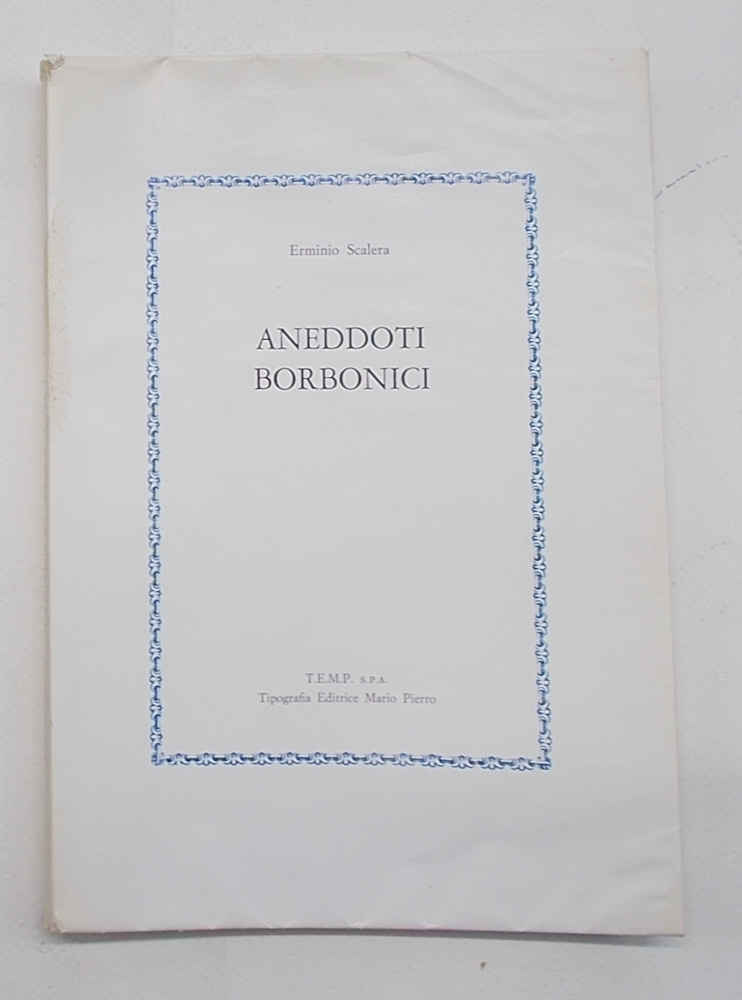 Erminio Scalera
ANEDDOTI
BORBONICI
T.E.M.P. S.P.A.
Tipografia Editrice Mario Pierro